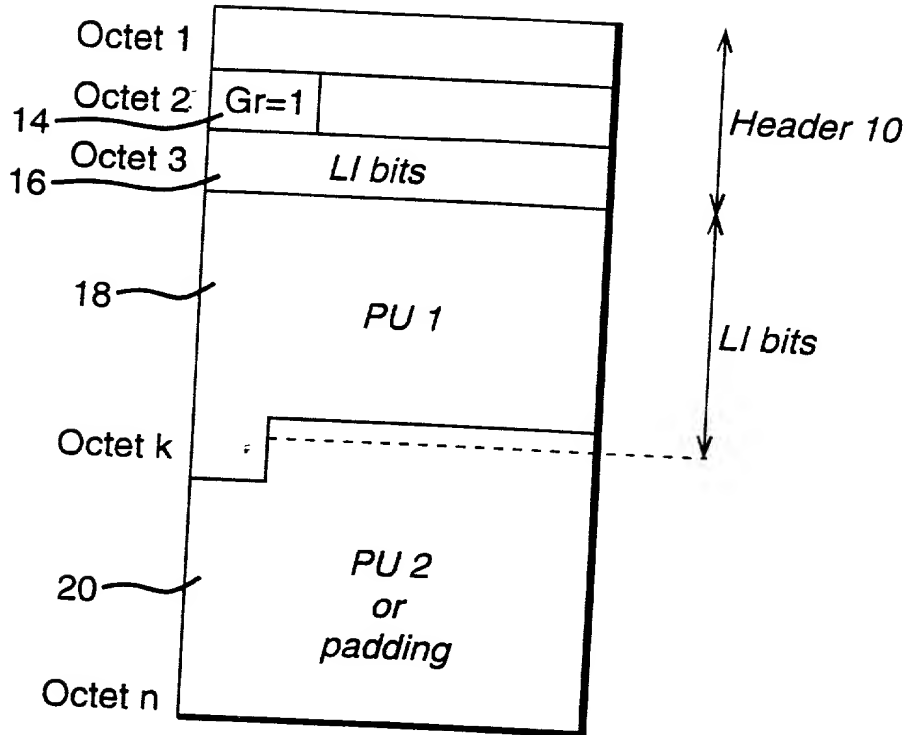 Octet 1
Octet 2 Gr=1
14
Header 10
Octet 3 LI bits
16
18
PU 1
LI bits
Octet k
PU 2
20
or
padding
Octet n